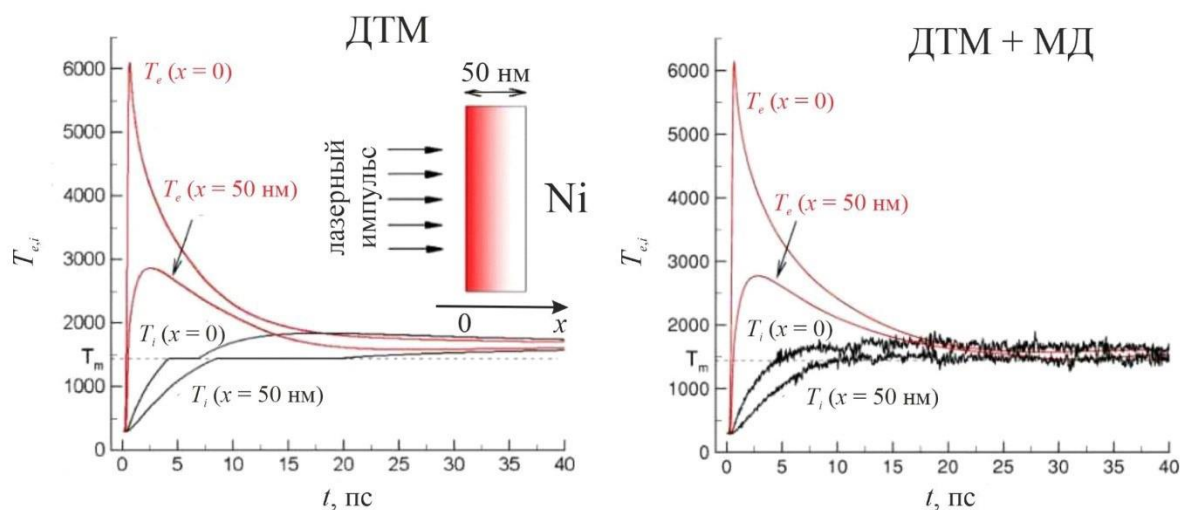 ДТМ
6000
5000
4000
3000
2000
1000
0
T_m
T_{e,i}
T_e (x = 0)
T_e (x = 50 нм)
T_i (x = 0)
T_i (x = 50 нм)
50 нм
лазерный
импульс
Ni
0 x
0 5 10 15 20 25 30 35 40
t, пс
ДТМ + МД
6000
5000
4000
3000
2000
1000
0
T_m
T_{e,i}
T_e (x = 0)
T_e (x = 50 нм)
T_i (x = 0)
T_i (x = 50 нм)
0 5 10 15 20 25 30 35 40
t, пс